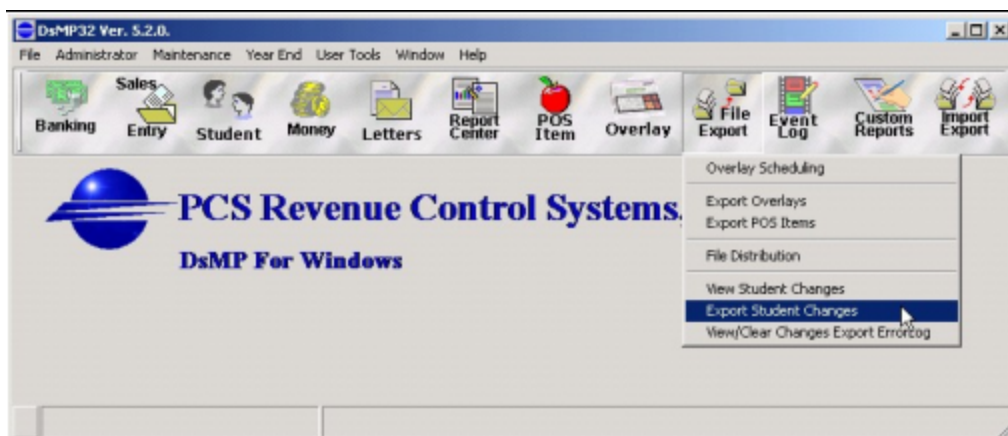 DsMP32 Ver. 5.2.0.
File Administrator Maintenance Year End User Tools Window Help
Banking
Sales Entry
Student
Money
Letters
Report Center
POS Item
Overlay
File Export
Event Log
Custom Reports
Import Export
Overlay Scheduling
Export Overlays
Export POS Items
File Distribution
View Student Changes
Export Student Changes
View/Clear Changes Export ErrorLog
PCS Revenue Control Systems,
DsMP For Windows